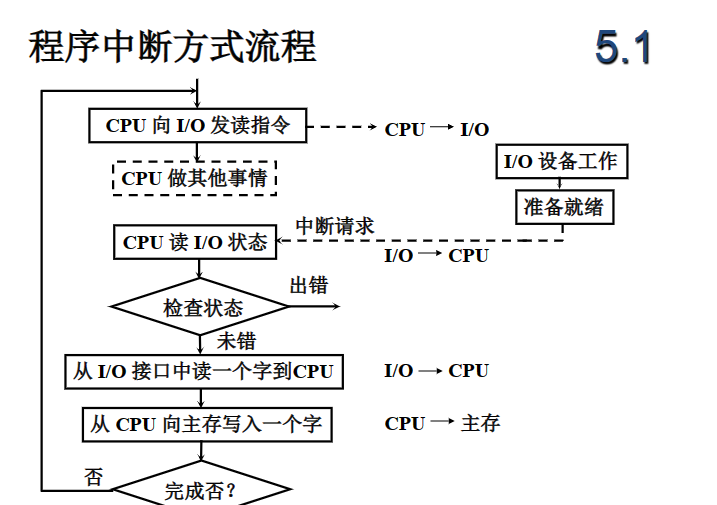 程序中断方式流程
5.1
CPU 向 I/O 发读指令
CPU → I/O
I/O 设备工作
CPU 做其他事情
准备就绪
中断请求
CPU 读 I/O 状态
I/O → CPU
出错
检查状态
未错
从 I/O 接口中读一个字到CPU
I/O → CPU
从 CPU 向主存写入一个字
CPU → 主存
否
完成否？